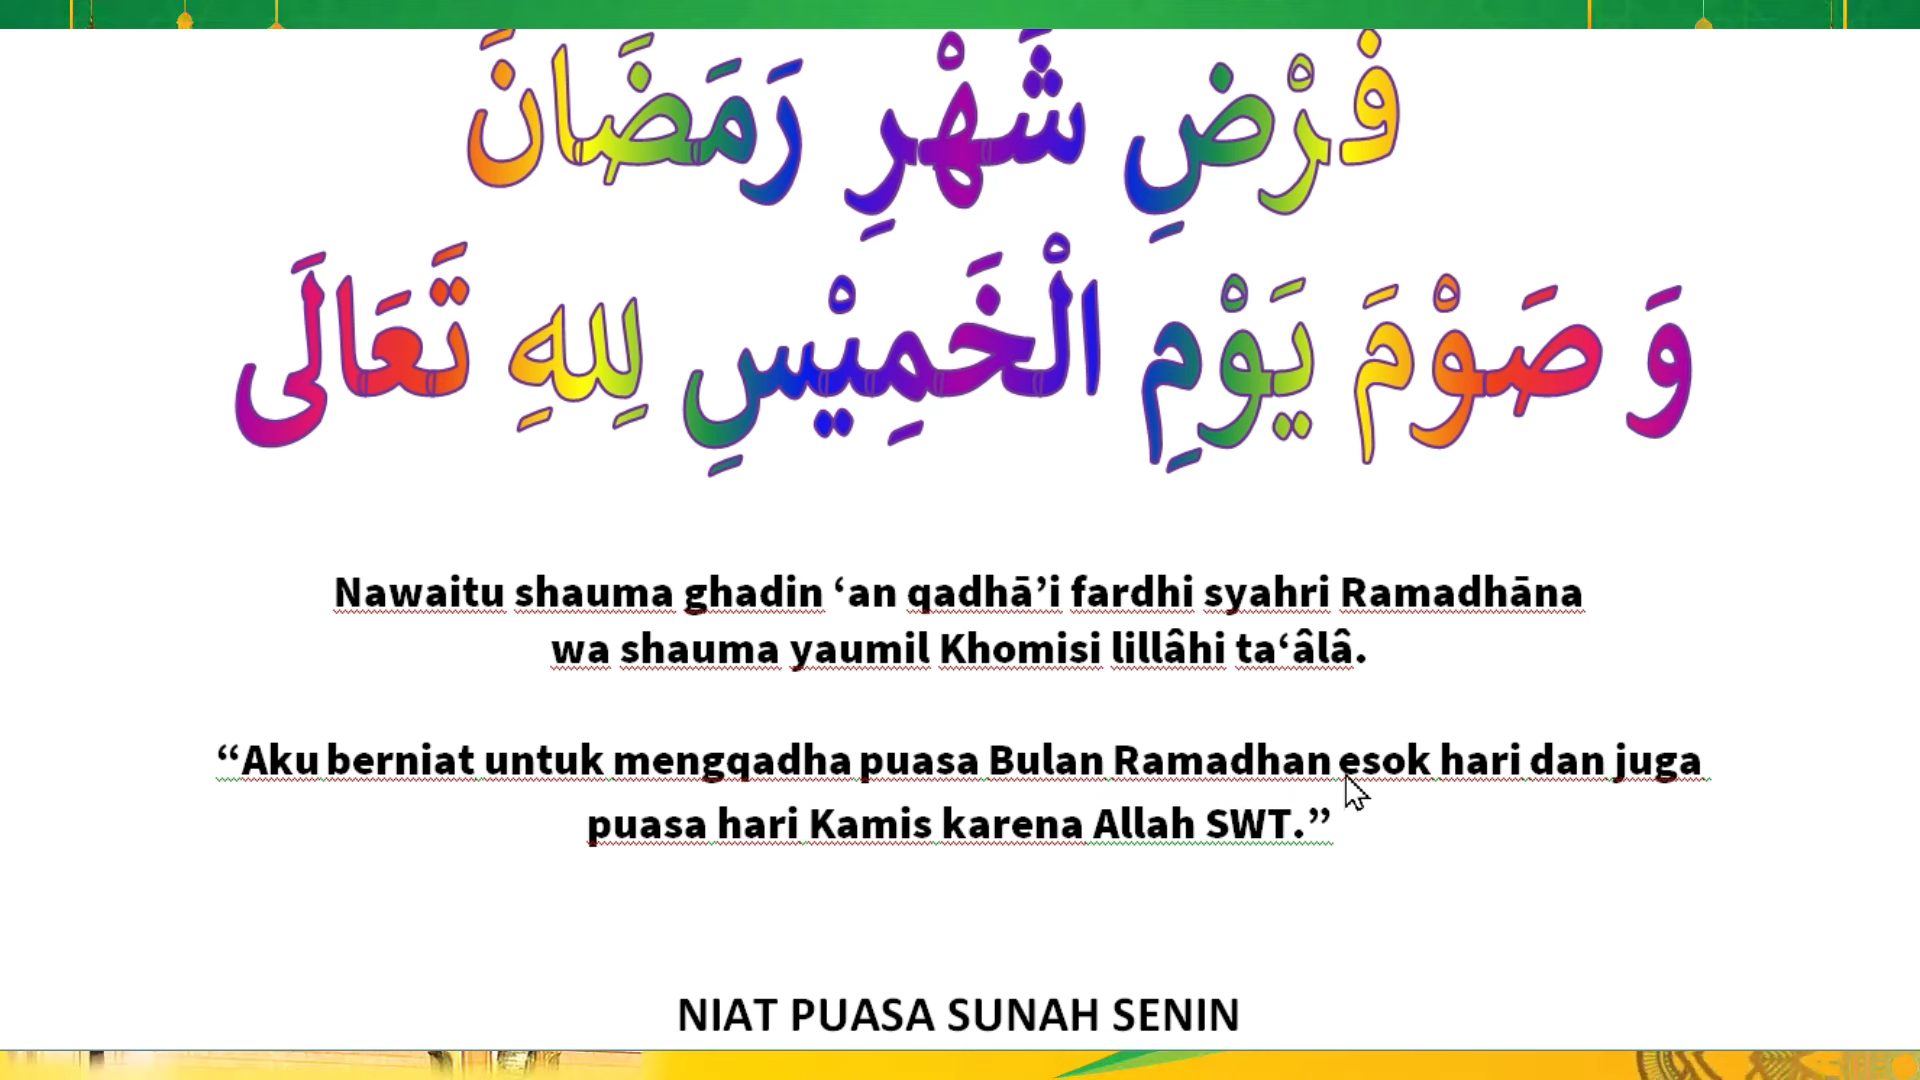 فَرْضِ شَهْرِ رَمَضَانَ
وَ صَوْمَ يَوْمِ الْخَمِيْسِ لِلهِ تَعَالَى
Nawaitu shauma ghadin ‘an qadhā’i fardhi syahri Ramadhāna
wa shauma yaumil Khomisi lillâhi ta‘âlâ.
“Aku berniat untuk mengqadha puasa Bulan Ramadhan esok hari dan juga
puasa hari Kamis karena Allah SWT.”
NIAT PUASA SUNAH SENIN